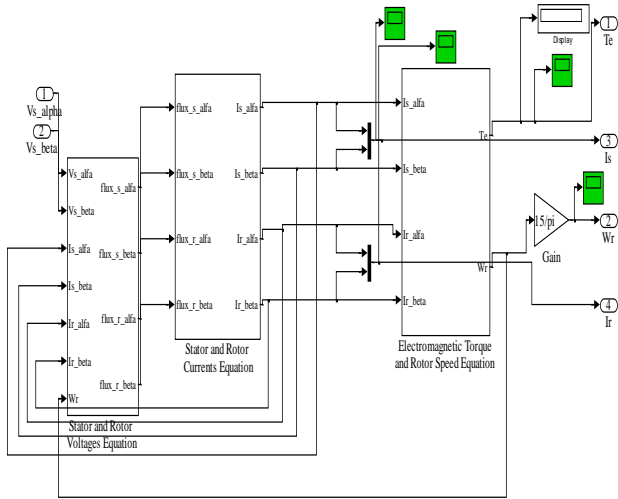 1
Vs_alpha
2
Vs_beta
Vs_alfa
Vs_beta
Is_alfa
Is_beta
Ir_alfa
Ir_beta
Wr
flux_s_alfa
flux_s_beta
flux_r_alfa
flux_r_beta
Stator and Rotor
Voltages Equation
flux_s_alfa
flux_s_beta
flux_r_alfa
flux_r_beta
Is_alfa
Is_beta
Ir_alfa
Ir_beta
Stator and Rotor
Currents Equation
Is_alfa
Is_beta
Ir_alfa
Ir_beta
Te
Wr
Electromagnetic Torque
and Rotor Speed Equation
Display
1
Te
3
Is
15/pi
Gain
2
Wr
4
Ir